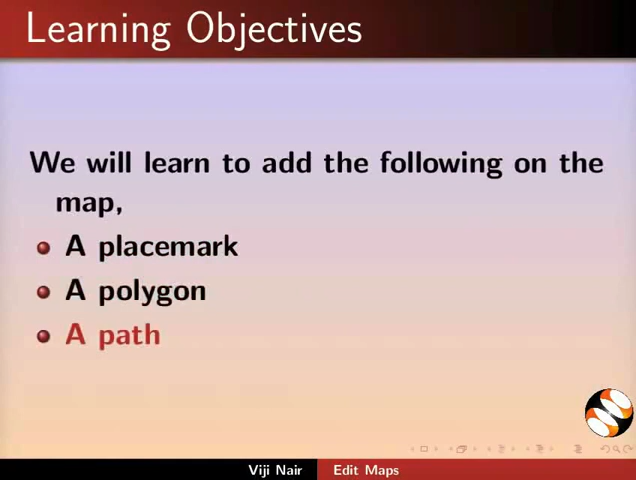 Learning Objectives
We will learn to add the following on the
map,
A placemark
A polygon
A path
Viji Nair Edit Maps